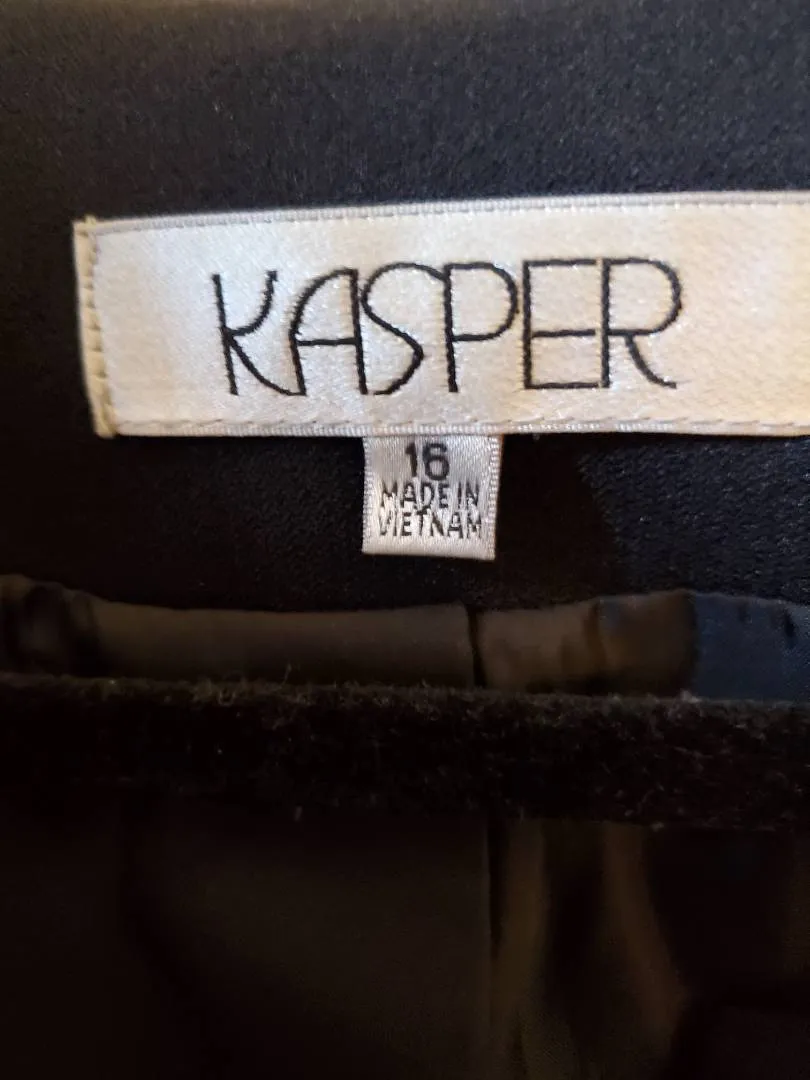 KASPER
16
MADE IN
VIETNAM